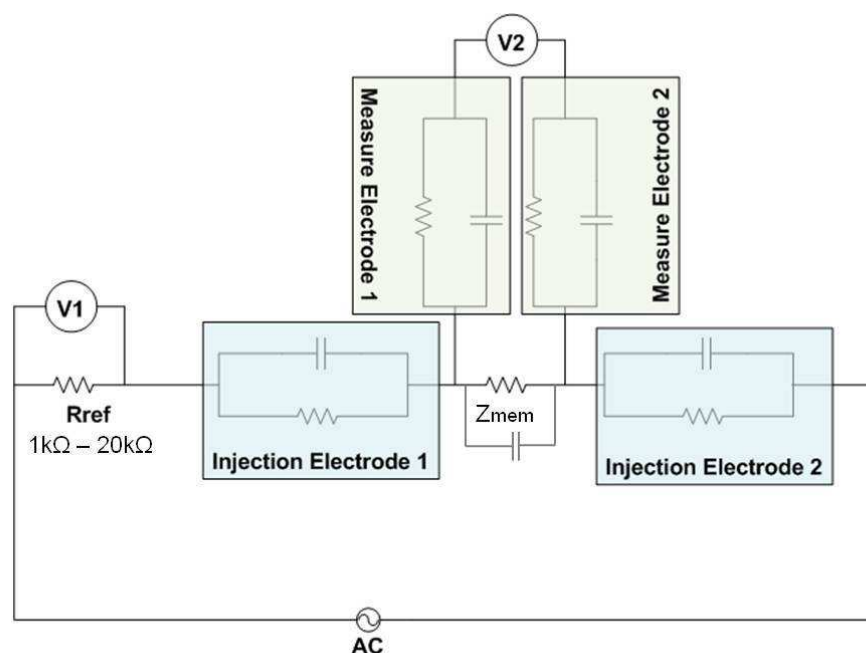 V2
Measure Electrode 1
Measure Electrode 2
V1
Rref
1kΩ – 20kΩ
Zmem
Injection Electrode 1
Injection Electrode 2
AC